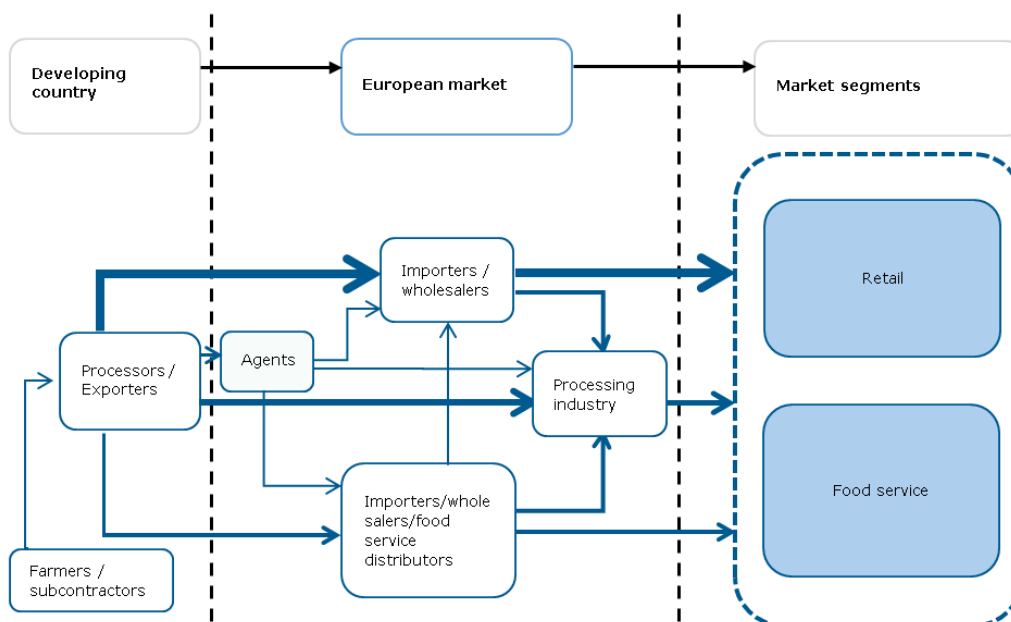 Developing
country
European market
Market segments
Importers /
wholesalers
Retail
Agents
Processors /
Exporters
Processing
industry
Importers/whole
salers/food
service
distributors
Food service
Farmers /
subcontractors